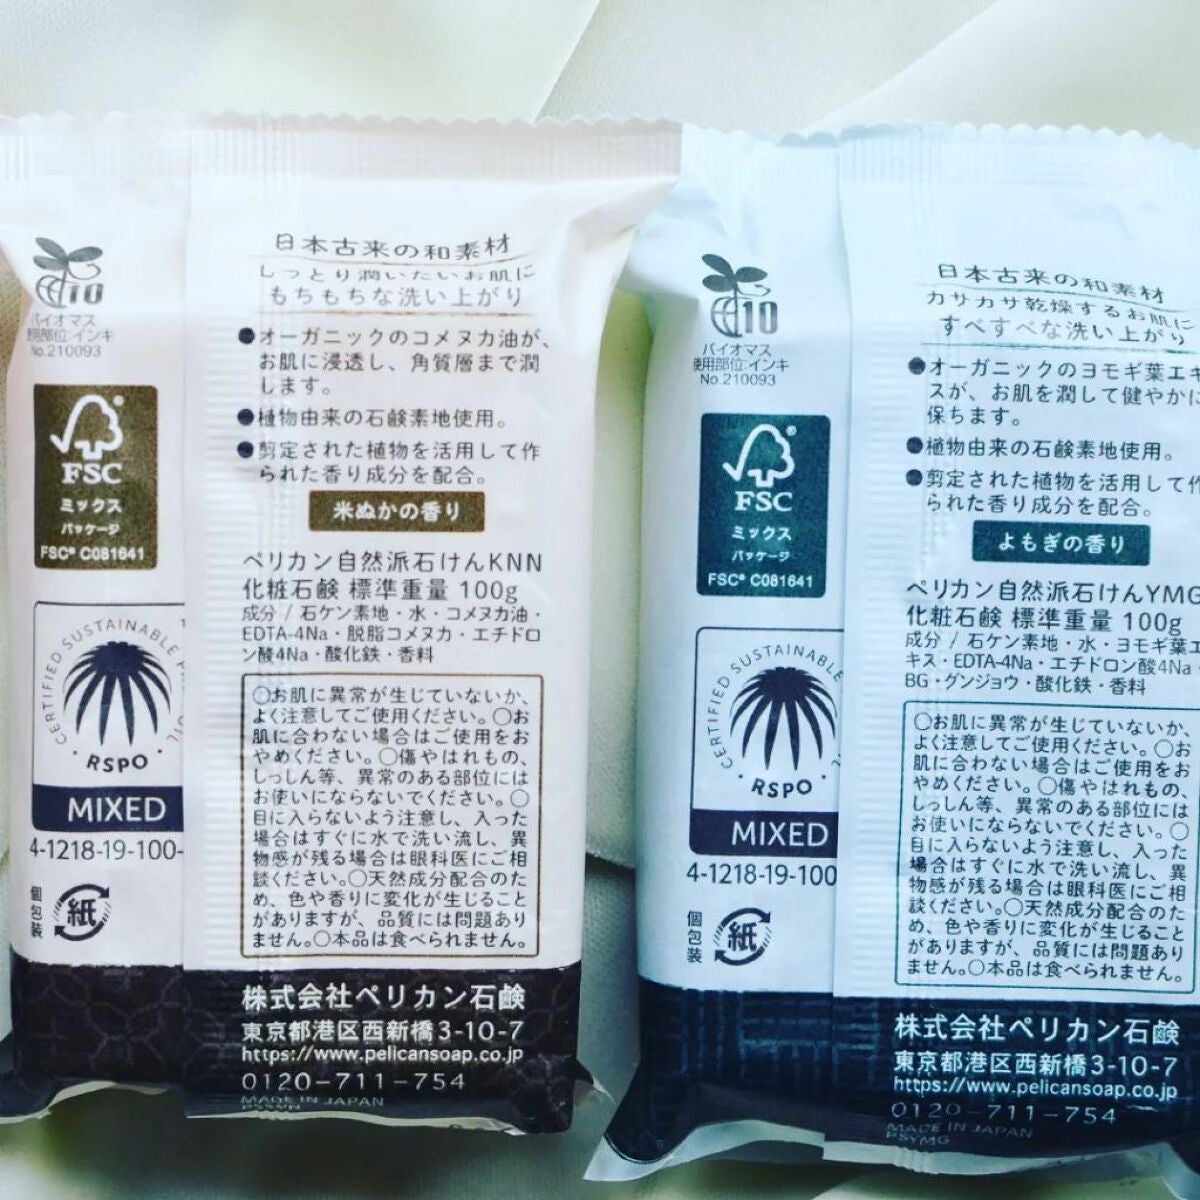 10
バイオマス
使用部位:インキ
No.210093
FSC
ミックス
パッケージ
FSC® C081641
CERTIFIED SUSTAINABLE
RSPO
MIXED
4-1218-19-100-
個包装
紙
日本古来の和素材
しっとり潤いたいお肌に
もちもちな洗い上がり
●オーガニックのコメヌカ油が、
お肌に浸透し、角質層まで潤
します。
●植物由来の石鹸素地使用。
●剪定された植物を活用して作
られた香り成分を配合。
米ぬかの香り
ペリカン自然派石けんKNN
化粧石鹸 標準重量 100g
成分 / 石ケン素地・水・コメヌカ油・
EDTA-4Na・脱脂コメヌカ・エチドロ
ン酸4Na・酸化鉄・香料
○お肌に異常が生じていないか、
よく注意してご使用ください。○お
肌に合わない場合はご使用をお
やめください。○傷やはれもの、
しっしん等、異常のある部位には
お使いにならないでください。○
目に入らないよう注意し、入った
場合はすぐに水で洗い流し、異
物感が残る場合は眼科医にご相
談ください。○天然成分配合のた
め、色や香りに変化が生じること
がありますが、品質には問題あり
ません。○本品は食べられません。
株式会社ペリカン石鹸
東京都港区西新橋3-10-7
https://www.pelicansoap.co.jp
0120-711-754
MADE IN JAPAN
10
バイオマス
使用部位:インキ
No.210093
FSC
ミックス
パッケージ
FSC® C081641
CERTIFIED SUSTAINABLE
RSPO
MIXED
4-1218-19-100
個包装
紙
日本古来の和素材
カサカサ乾燥するお肌に
すべすべな洗い上がり
●オーガニックのヨモギ葉エキ
スが、お肌を潤して健やかに
保ちます。
●植物由来の石鹸素地使用。
●剪定された植物を活用して作
られた香り成分を配合。
よもぎの香り
ペリカン自然派石けんYMG
化粧石鹸 標準重量 100g
成分 / 石ケン素地・水・ヨモギ葉エ
キス・EDTA-4Na・エチドロン酸4Na
BG・グンジョウ・酸化鉄・香料
○お肌に異常が生じていないか、
よく注意してご使用ください。○お
肌に合わない場合はご使用をお
やめください。○傷やはれもの、
しっしん等、異常のある部位には
お使いにならないでください。○
目に入らないよう注意し、入った
場合はすぐに水で洗い流し、異
物感が残る場合は眼科医にご相
談ください。○天然成分配合のた
め、色や香りに変化が生じること
がありますが、品質には問題あり
ません。○本品は食べられません。
株式会社ペリカン石鹸
東京都港区西新橋3-10-7
https://www.pelicansoap.co.jp
0120-711-754
MADE IN JAPAN
PSYMG